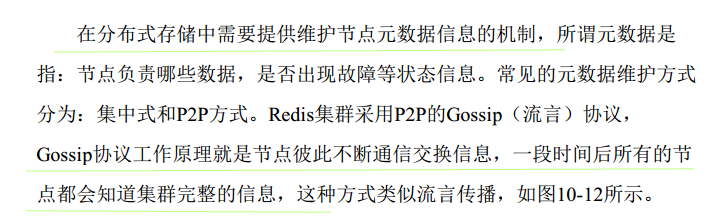 在分布式存储中需要提供维护节点元数据信息的机制，所谓元数据是
指：节点负责哪些数据，是否出现故障等状态信息。常见的元数据维护方式
分为：集中式和P2P方式。Redis集群采用P2P的Gossip（流言）协议，
Gossip协议工作原理就是节点彼此不断通信交换信息，一段时间后所有的节
点都会知道集群完整的信息，这种方式类似流言传播，如图10-12所示。